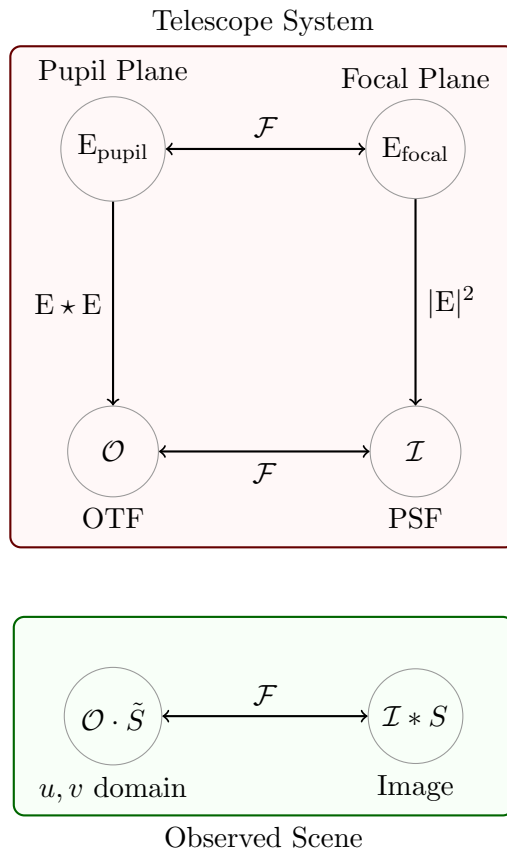 Telescope System
Pupil Plane
Focal Plane
E_pupil
ℱ
E_focal
E ⋆ E
|E|²
𝒪
ℱ
ℐ
OTF
PSF
𝒪 · S̃
ℱ
ℐ ∗ S
u, v domain
Image
Observed Scene